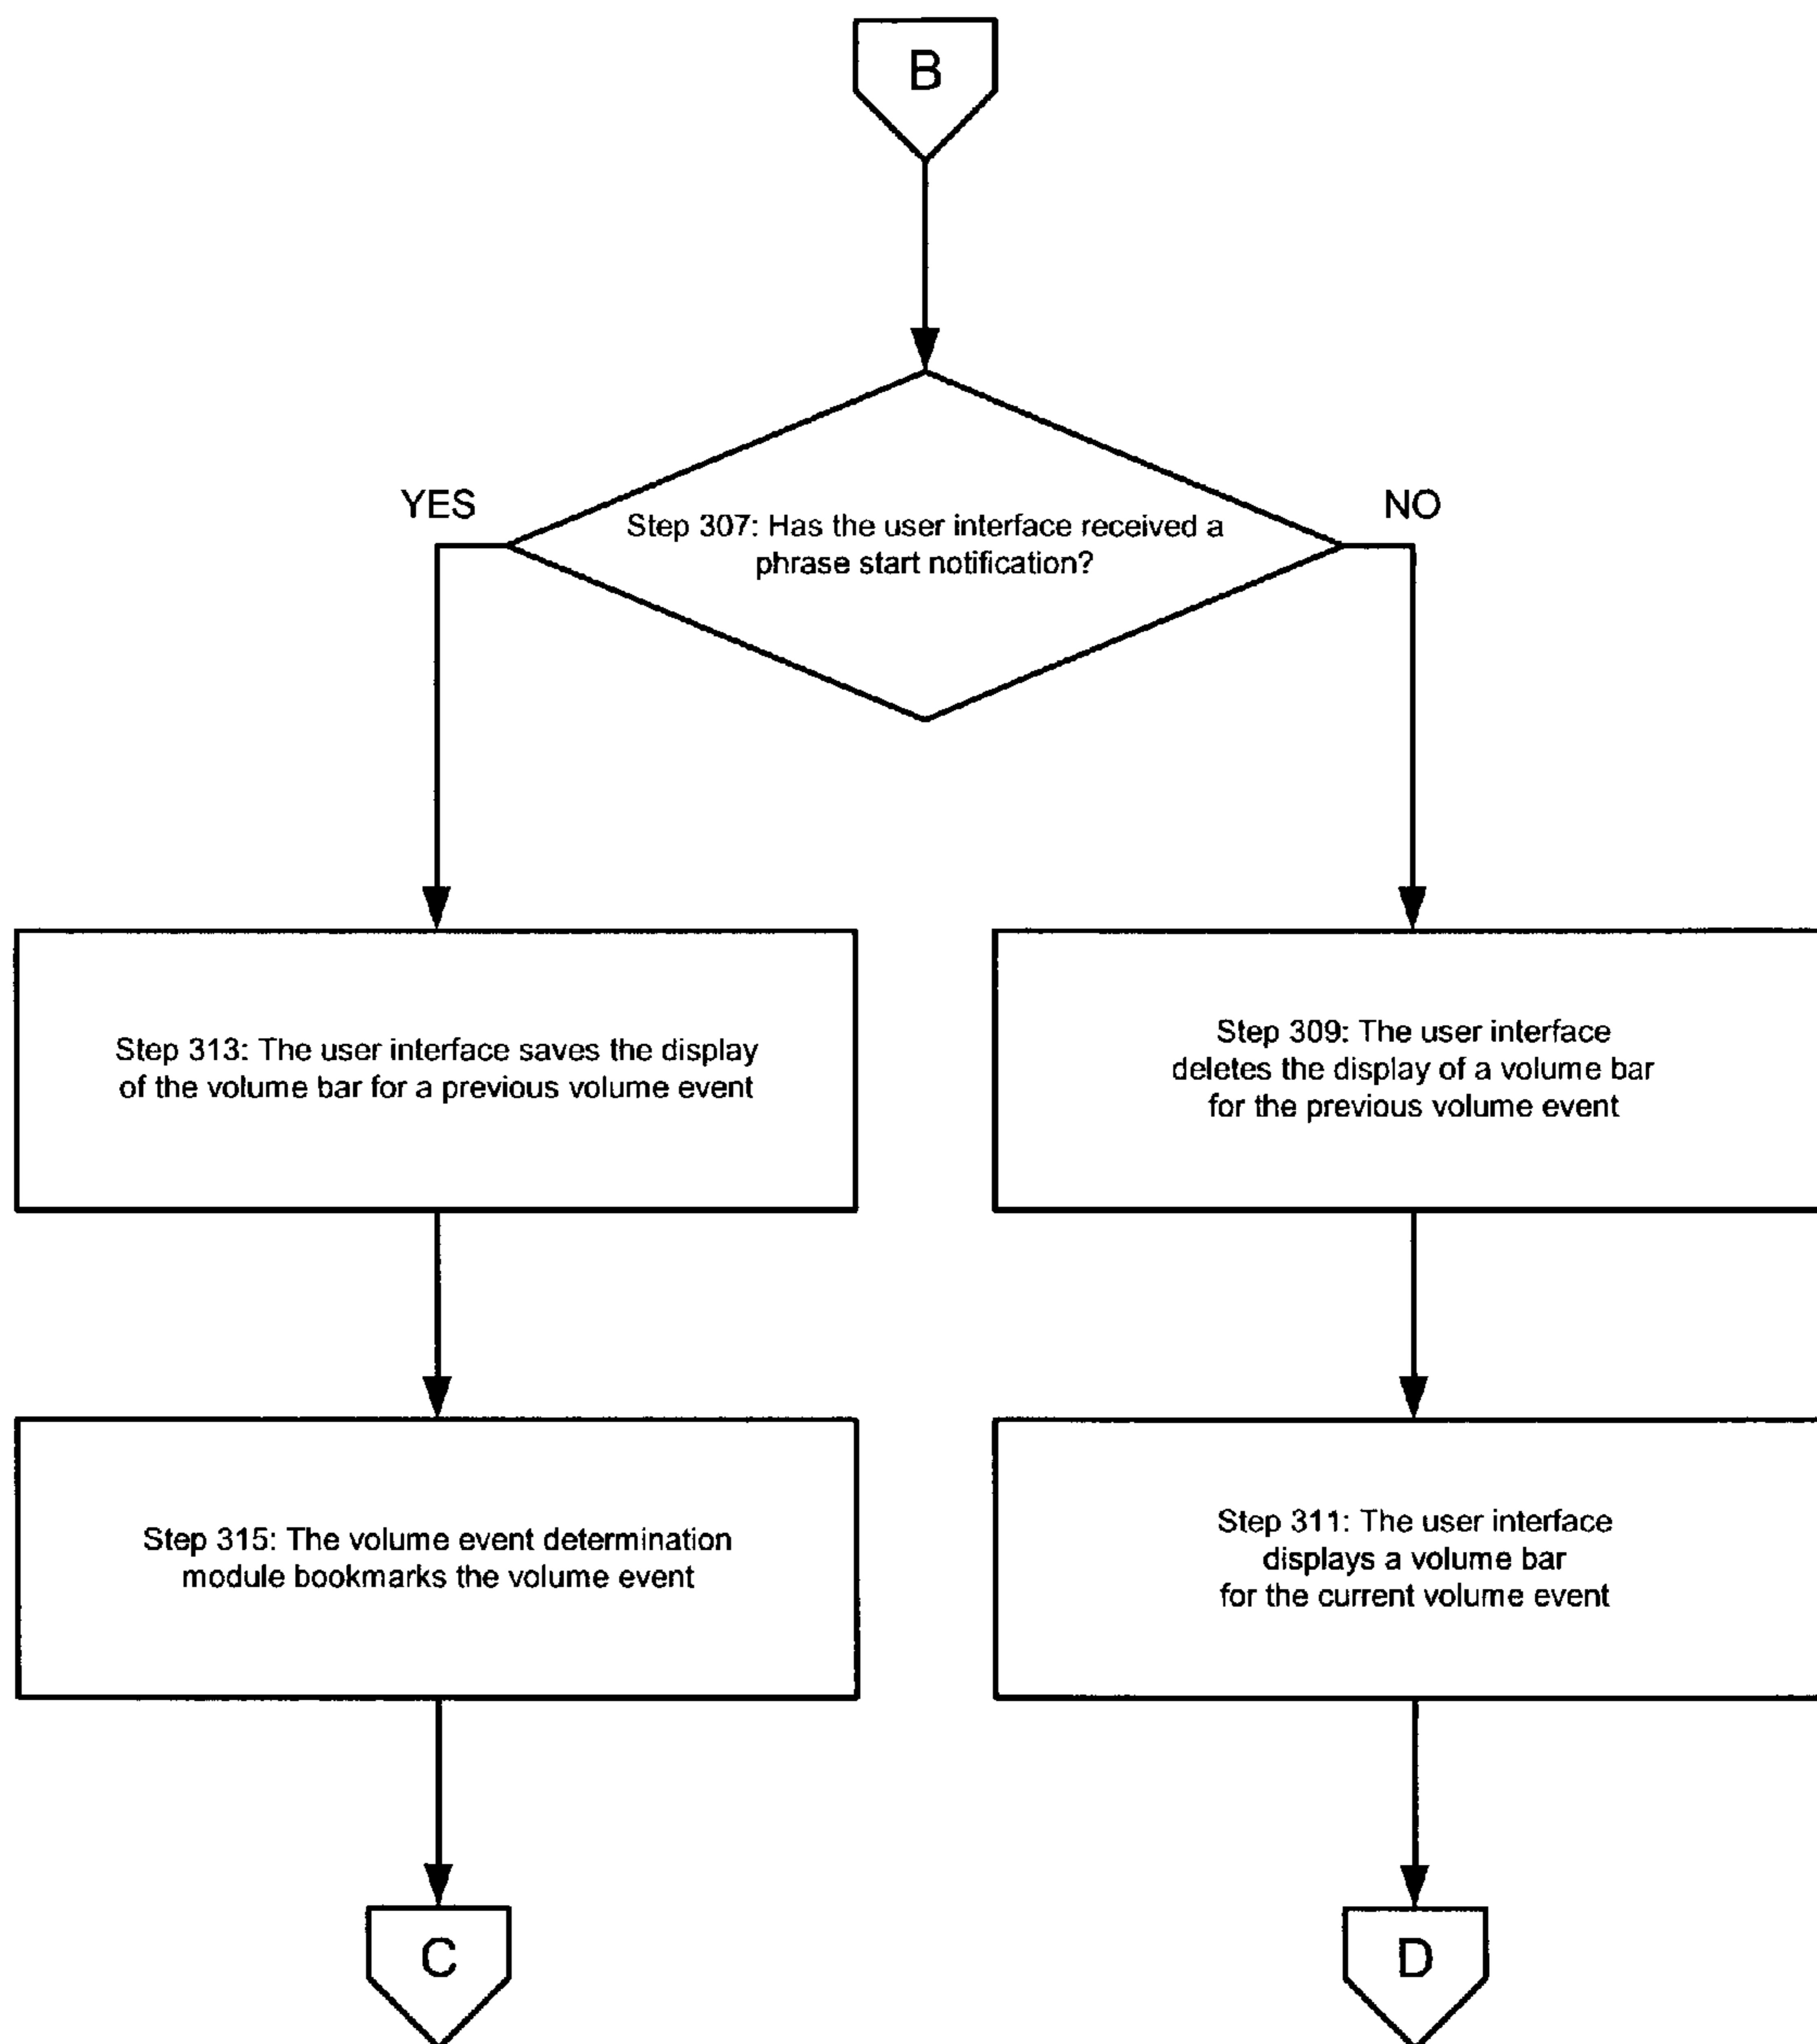 B
YES
NO
Step 307: Has the user interface received a
phrase start notification?
Step 313: The user interface saves the display
of the volume bar for a previous volume event
Step 309: The user interface
deletes the display of a volume bar
for the previous volume event
Step 315: The volume event determination
module bookmarks the volume event
Step 311: The user interface
displays a volume bar
for the current volume event
C
D